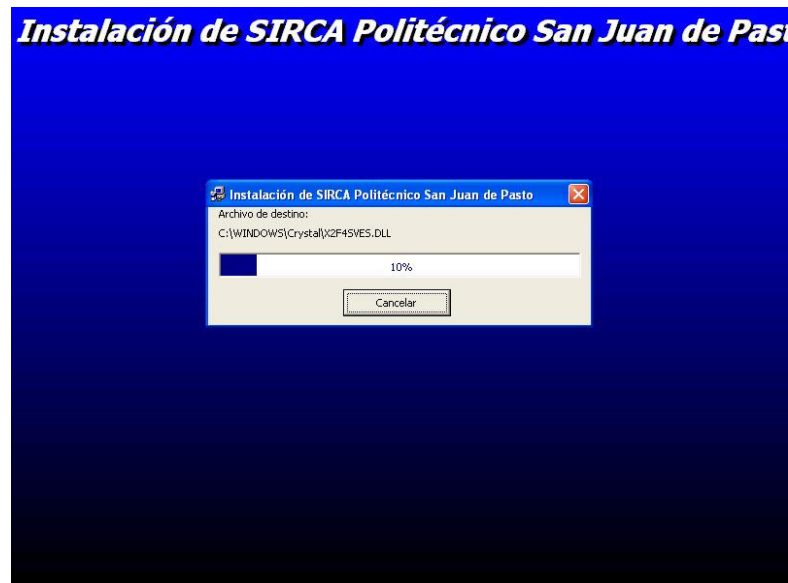 Instalación de SIRCA Politécnico San Juan de Past
Instalación de SIRCA Politécnico San Juan de Pasto
Archivo de destino:
C:\WINDOWS\Crystal\X2F4SVES.DLL
10%
Cancelar